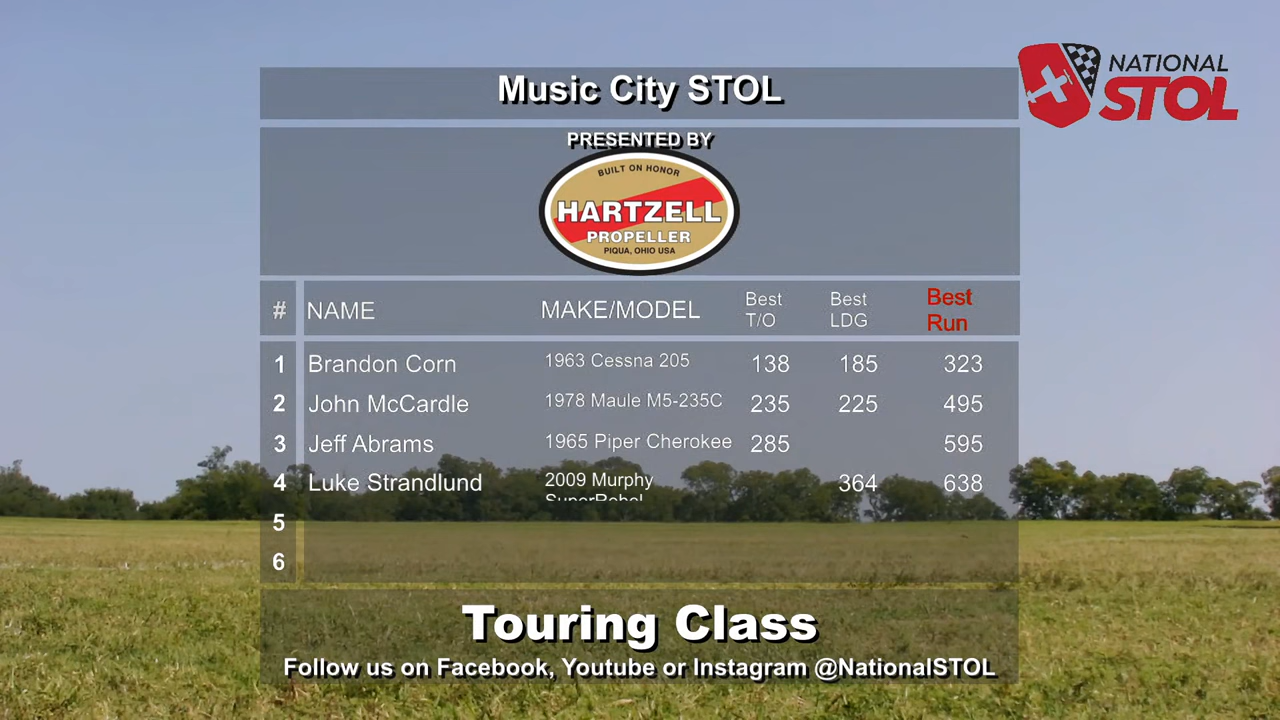 Music City STOL
NATIONAL
STOL
PRESENTED BY
BUILT ON HONOR
HARTZELL
PROPELLER
PIQUA, OHIO USA
# NAME MAKE/MODEL Best T/O Best LDG Best Run
1 Brandon Corn 1963 Cessna 205 138 185 323
2 John McCardle 1978 Maule M5-235C 235 225 495
3 Jeff Abrams 1965 Piper Cherokee 285 595
4 Luke Strandlund 2009 Murphy 364 638
SuperRebel
5
6
Touring Class
Follow us on Facebook, Youtube or Instagram @NationalSTOL